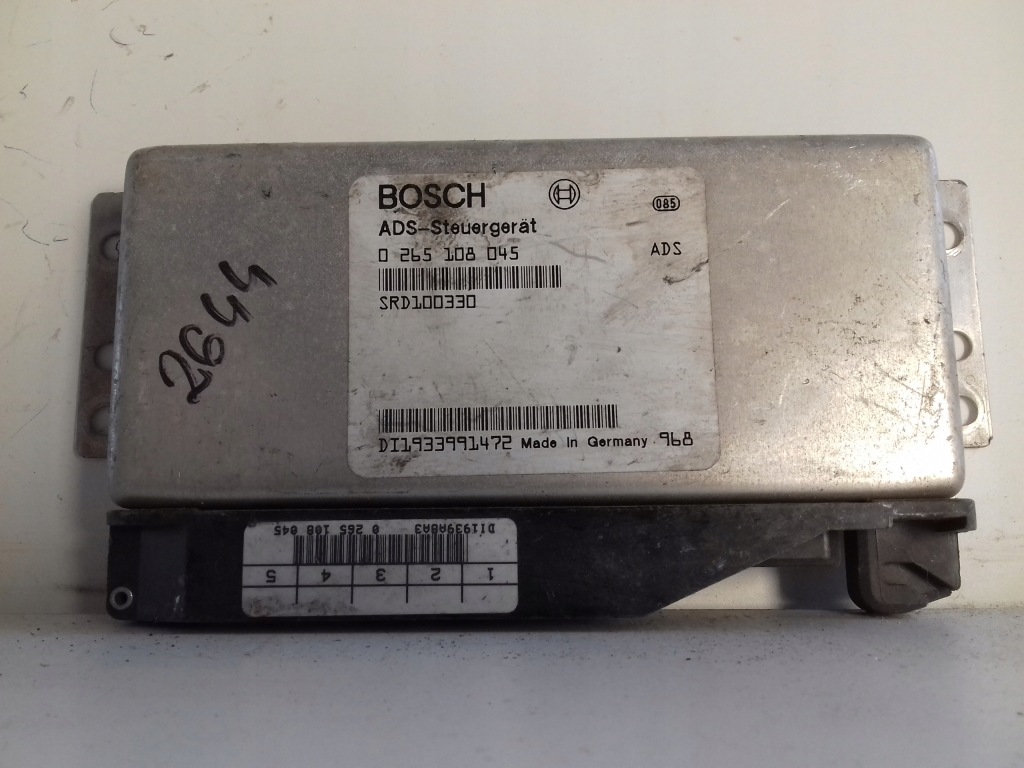 BOSCH
085
ADS-Steuergerät
0 265 108 045 ADS
SRD100330
DI1933991472 Made in Germany 968
2644
1 2 3 4 5
DI1939A8A3 0 265 108 045